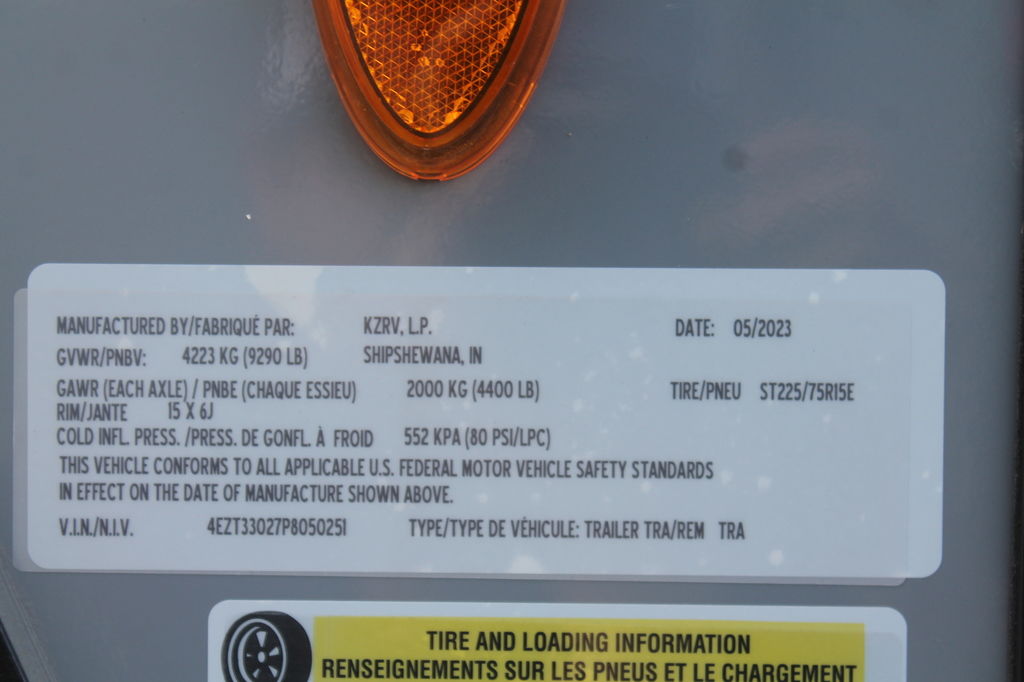 MANUFACTURED BY/FABRIQUÉ PAR: KZRV, L.P. DATE: 05/2023
GVWR/PNBV: 4223 KG (9290 LB) SHIPSHEWANA, IN
GAWR (EACH AXLE) / PNBE (CHAQUE ESSIEU) 2000 KG (4400 LB) TIRE/PNEU ST225/75R15E
RIM/JANTE 15 X 6J
COLD INFL. PRESS. /PRESS. DE GONFL. À FROID 552 KPA (80 PSI/LPC)
THIS VEHICLE CONFORMS TO ALL APPLICABLE U.S. FEDERAL MOTOR VEHICLE SAFETY STANDARDS
IN EFFECT ON THE DATE OF MANUFACTURE SHOWN ABOVE.
V.I.N./N.I.V. 4EZT33027P8050251 TYPE/TYPE DE VÉHICULE: TRAILER TRA/REM TRA
TIRE AND LOADING INFORMATION
RENSEIGNEMENTS SUR LES PNEUS ET LE CHARGEMENT